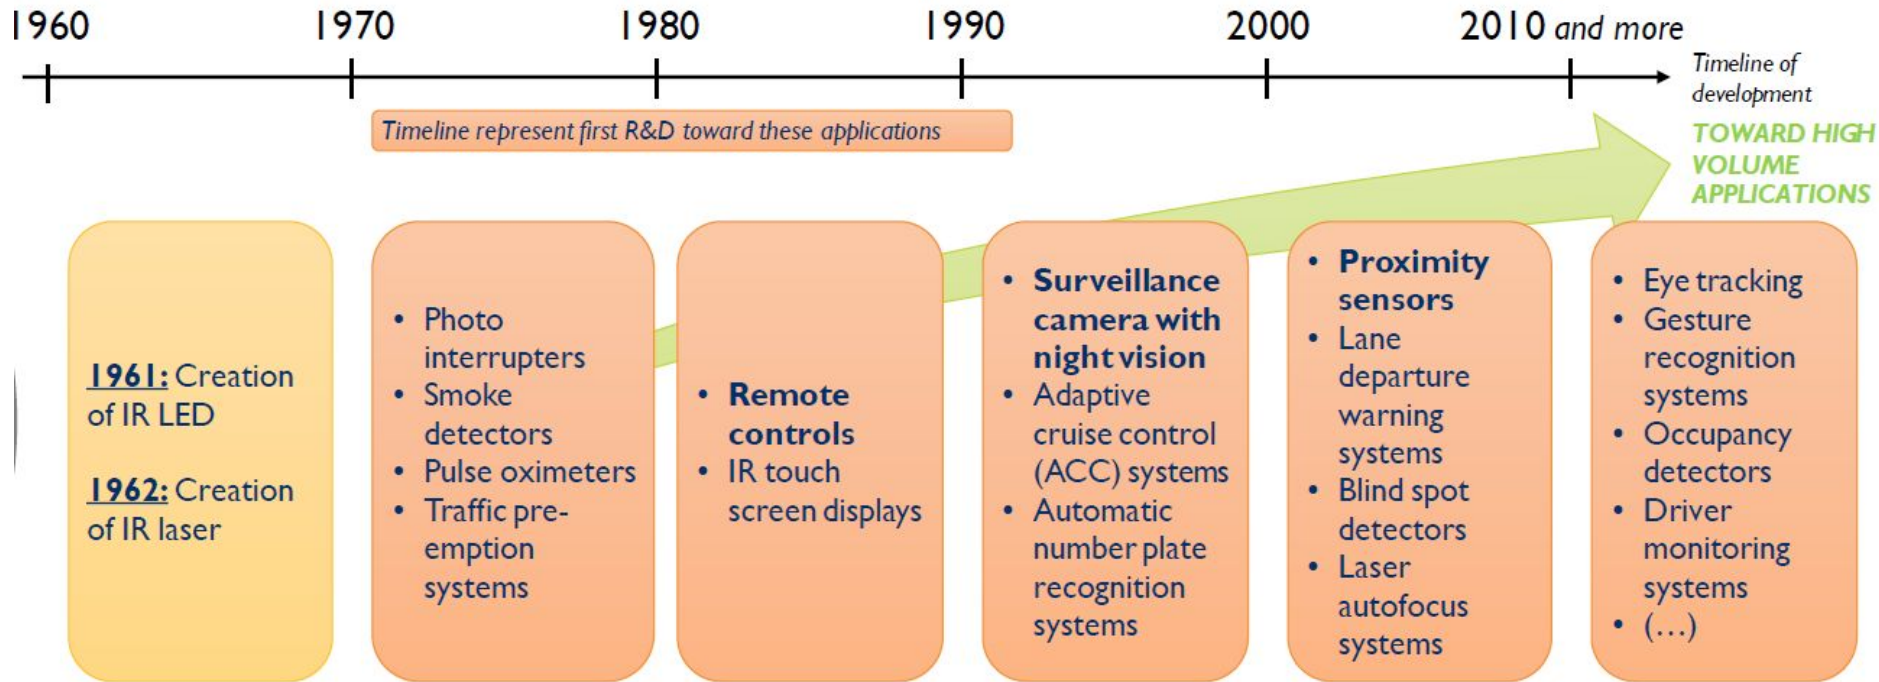 1960 1970 1980 1990 2000 2010 and more
Timeline of
development
Timeline represent first R&D toward these applications
TOWARD HIGH
VOLUME
APPLICATIONS
1961: Creation
of IR LED
1962: Creation
of IR laser
• Photo
interrupters
• Smoke
detectors
• Pulse oximeters
• Traffic pre-
emption
systems
• Remote
controls
• IR touch
screen displays
• Surveillance
camera with
night vision
• Adaptive
cruise control
(ACC) systems
• Automatic
number plate
recognition
systems
• Proximity
sensors
• Lane
departure
warning
systems
• Blind spot
detectors
• Laser
autofocus
systems
• Eye tracking
• Gesture
recognition
systems
• Occupancy
detectors
• Driver
monitoring
systems
• (…)